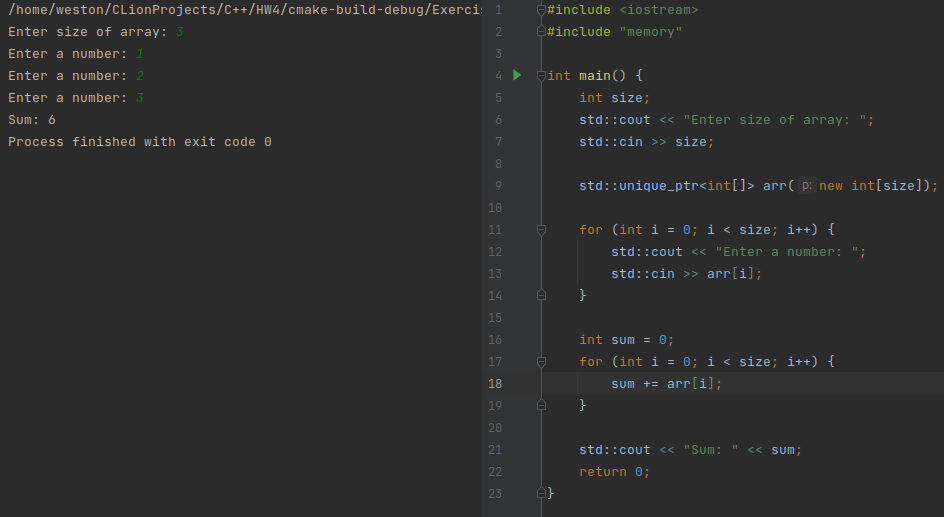 /home/weston/CLionProjects/C++/HW4/cmake-build-debug/Exercis
Enter size of array: 3
Enter a number: 1
Enter a number: 2
Enter a number: 3
Sum: 6
Process finished with exit code 0
1 #include <iostream>
2 #include "memory"
3
4 int main() {
5     int size;
6     std::cout << "Enter size of array: ";
7     std::cin >> size;
8
9     std::unique_ptr<int[]> arr( p: new int[size]);
10
11     for (int i = 0; i < size; i++) {
12         std::cout << "Enter a number: ";
13         std::cin >> arr[i];
14     }
15
16     int sum = 0;
17     for (int i = 0; i < size; i++) {
18         sum += arr[i];
19     }
20
21     std::cout << "Sum: " << sum;
22     return 0;
23 }